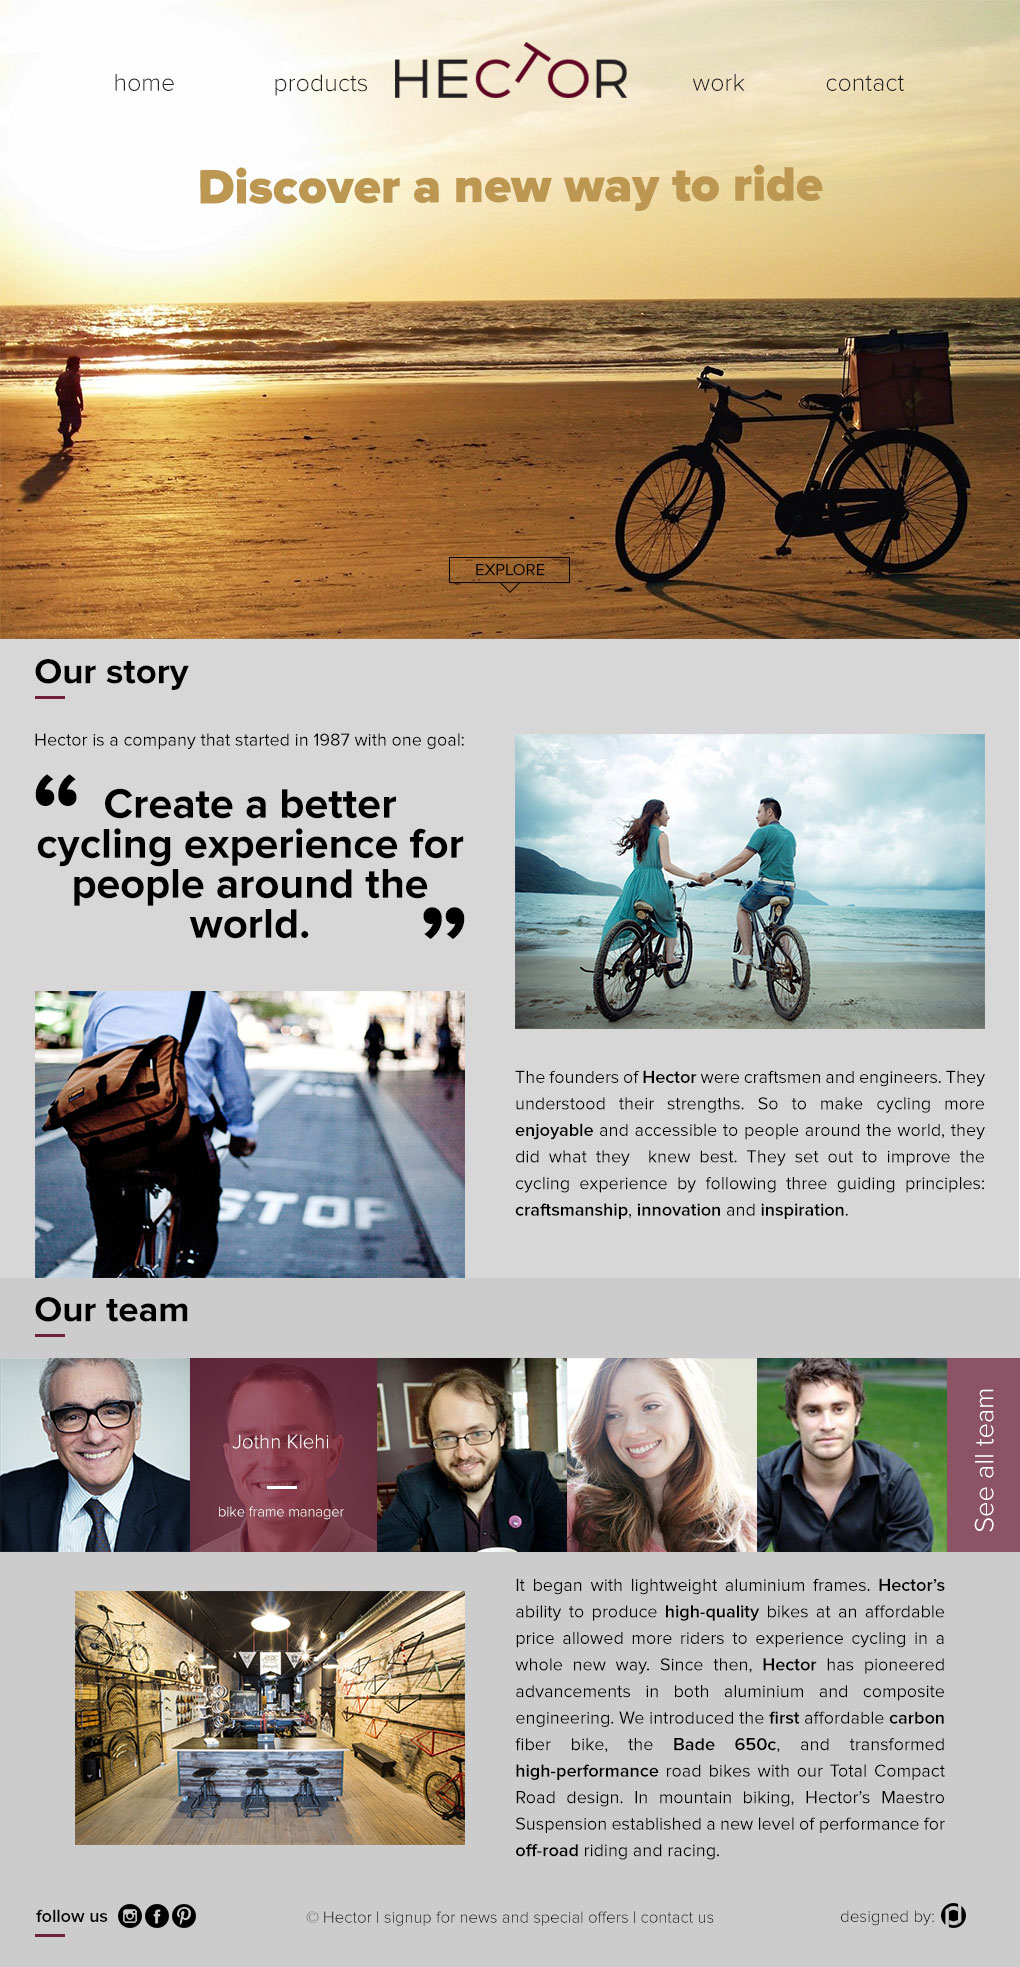 home
products
HECTOR
work
contact
Discover a new way to ride
EXPLORE
Our story
Hector is a company that started in 1987 with one goal:
“ Create a better
cycling experience for
people around the
world. ”
STOP
The founders of Hector were craftsmen and engineers. They
understood their strengths. So to make cycling more
enjoyable and accessible to people around the world, they
did what they knew best. They set out to improve the
cycling experience by following three guiding principles:
craftsmanship, innovation and inspiration.
Our team
Jothn Klehi
bike frame manager
See all team
It began with lightweight aluminium frames. Hector’s
ability to produce high-quality bikes at an affordable
price allowed more riders to experience cycling in a
whole new way. Since then, Hector has pioneered
advancements in both aluminium and composite
engineering. We introduced the first affordable carbon
fiber bike, the Bade 650c, and transformed
high-performance road bikes with our Total Compact
Road design. In mountain biking, Hector’s Maestro
Suspension established a new level of performance for
off-road riding and racing.
follow us
© Hector | signup for news and special offers | contact us
designed by: